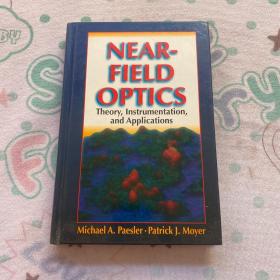 NEAR-
FIELD
OPTICS
Theory, Instrumentation,
and Applications
Michael A. Paesler • Patrick J. Moyer